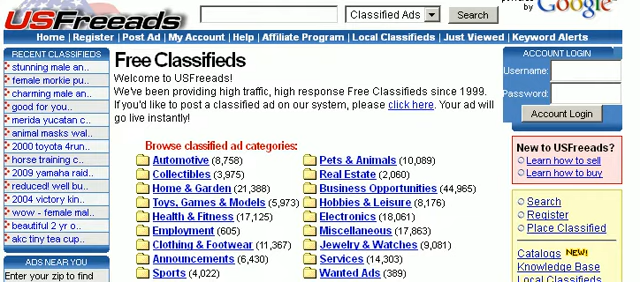 USFreeads
Classified Ads
Search
powered
by
Google
Home | Register | Post Ad | My Account | Help | Affiliate Program | Local Classifieds | Just Viewed | Keyword Alerts
RECENT CLASSIFIEDS
stunning male an..
female morkie pu..
charming male an..
good for you..
merida yucatan c..
animal masks wal..
2000 toyota 4run..
horse training c..
2009 yamaha raid..
reduced! well bu..
2004 victory kin..
wow - female mal..
beautiful 2 yr o..
akc tiny tea cup..
ADS NEAR YOU
Enter your zip to find
Free Classifieds
Welcome to USFreeads!
We've been providing high traffic, high response Free Classifieds since 1999.
If you'd like to post a classified ad on our system, please click here. Your ad will
go live instantly!
Browse classified ad categories:
Automotive (8,758)
Collectibles (3,975)
Home & Garden (21,388)
Toys, Games & Models (5,973)
Health & Fitness (17,125)
Employment (605)
Clothing & Footwear (11,367)
Announcements (6,430)
Sports (4,022)
Pets & Animals (10,089)
Real Estate (2,060)
Business Opportunities (44,965)
Hobbies & Leisure (8,176)
Electronics (18,061)
Miscellaneous (17,863)
Jewelry & Watches (9,081)
Services (14,303)
Wanted Ads (389)
ACCOUNT LOGIN
Username:
Password:
Account Login
New to USFreeads?
Learn how to sell
Learn how to buy
Search
Register
Place Classified
Catalogs NEW!
Knowledge Base
Local Classifieds